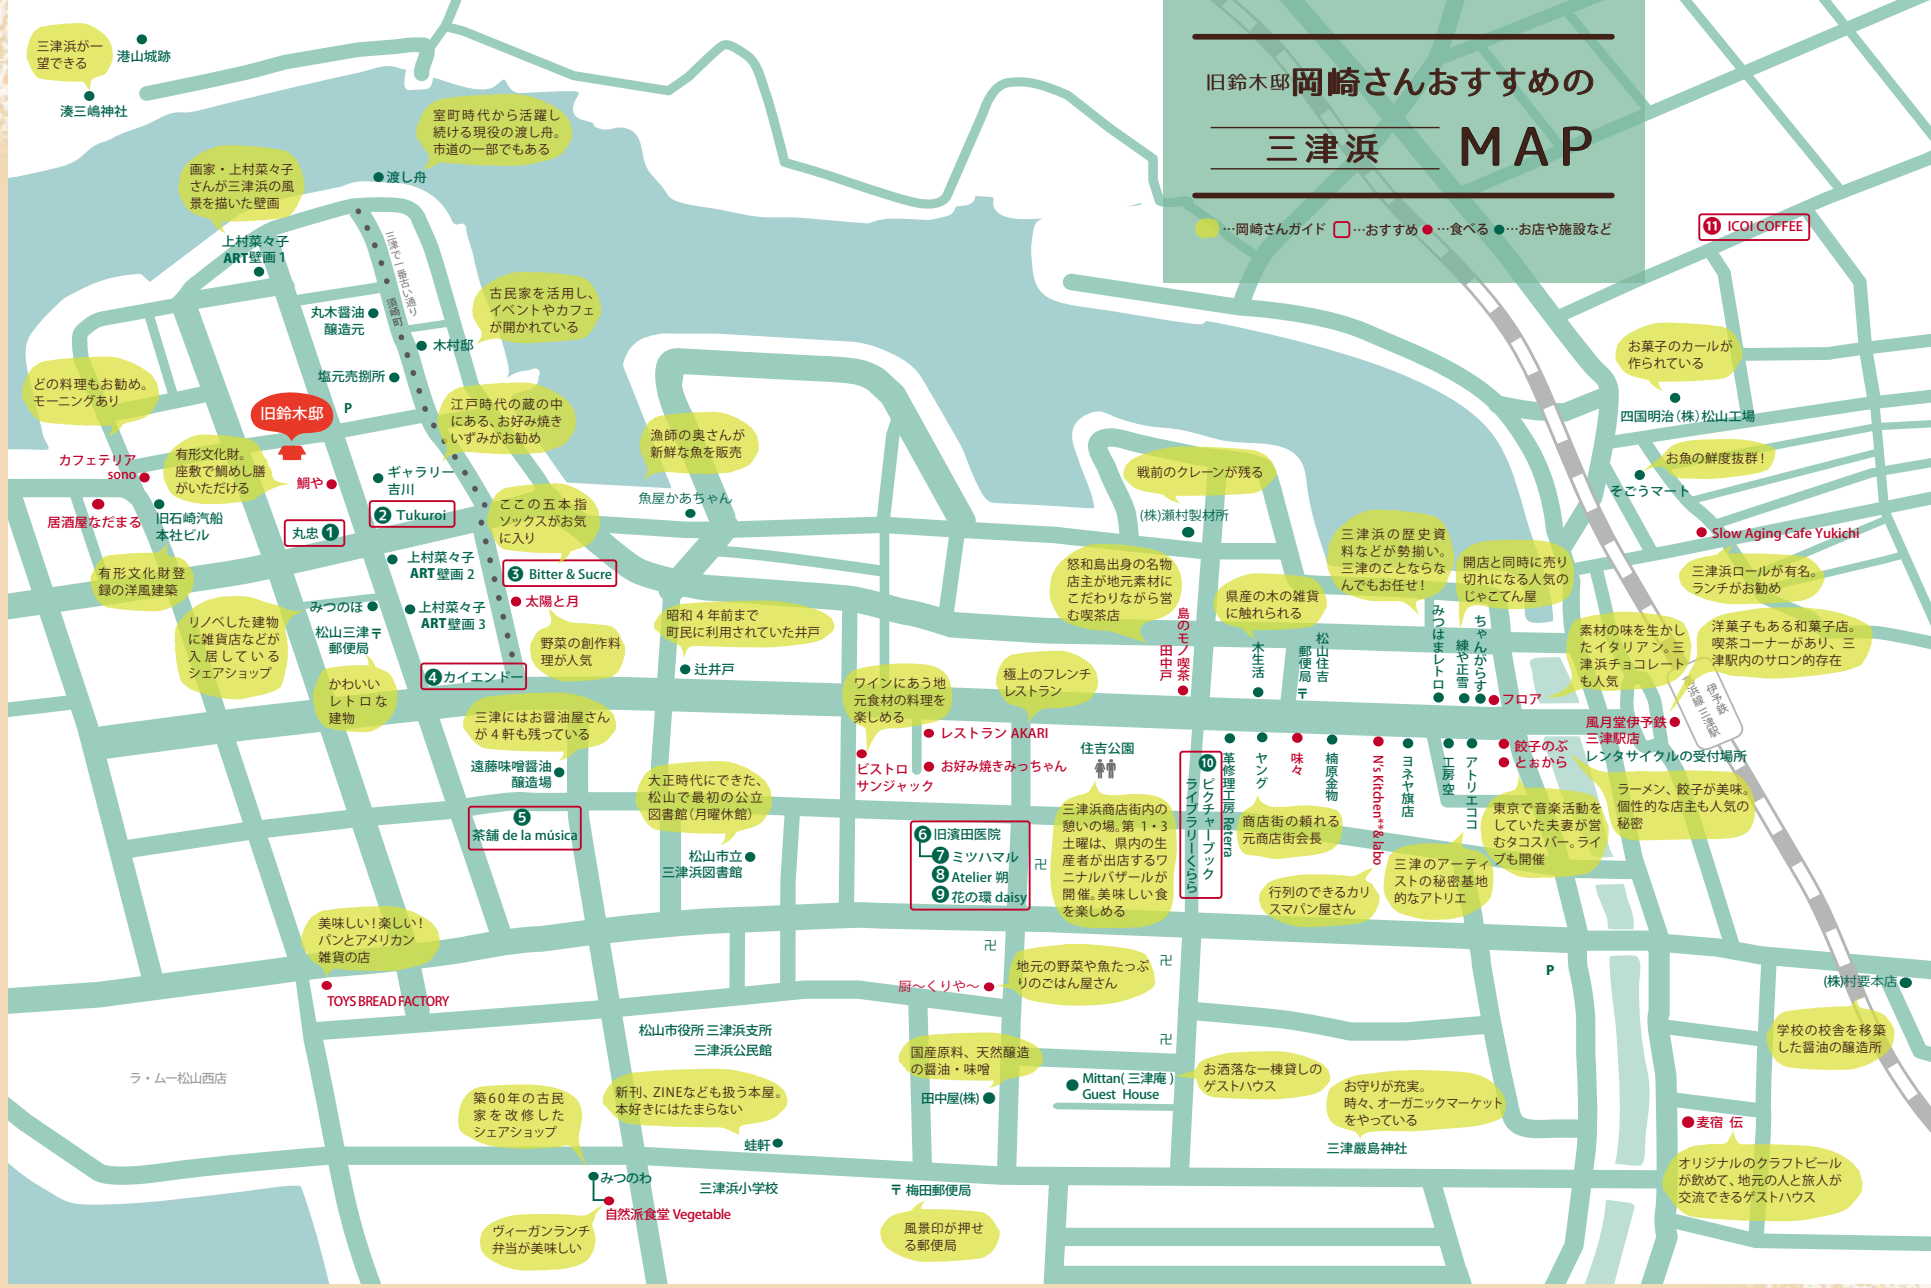 旧鈴木邸岡崎さんおすすめの
三津浜 MAP
…岡崎さんガイド …おすすめ …食べる …お店や施設など
三津浜が一
望できる
港山城跡
湊三嶋神社
室町時代から活躍し
続ける現役の渡し舟。
市道の一部でもある
渡し舟
画家・上村菜々子
さんが三津浜の風
景を描いた壁画
上村菜々子
ART壁画 1
三津で一番古い通り
須崎町
丸木醤油
醸造元
古民家を活用し、
イベントやカフェ
が開かれている
木村邸
塩元売捌所
P
旧鈴木邸
どの料理もお勧め。
モーニングあり
カフェテリア
sono
居酒屋なだまる
有形文化財。
座敷で鯛めし膳
がいただける
鯛や
旧石崎汽船
本社ビル
有形文化財登
録の洋風建築
江戸時代の蔵の中
にある、お好み焼き
いずみがお勧め
ギャラリー
吉川
2 Tukuroi
丸忠 1
ここの五本指
ソックスがお気
に入り
3 Bitter & Sucre
上村菜々子
ART 壁画 2
上村菜々子
ART壁画 3
太陽と月
野菜の創作料
理が人気
みつのほ
リノベした建物
に雑貨店などが
入居している
シェアショップ
松山三津〒
郵便局
かわいい
レトロな
建物
4 カイエンドー
三津にはお醤油屋さん
が 4 軒も残っている
遠藤味噌醤油
醸造場
5
茶舗 de la música
漁師の奥さんが
新鮮な魚を販売
魚屋かあちゃん
昭和 4 年前まで
町民に利用されていた井戸
辻井戸
大正時代にできた、
松山で最初の公立
図書館(月曜休館)
松山市立
三津浜図書館
ワインにあう地
元食材の料理を
楽しめる
ビストロ
サンジャック
極上のフレンチ
レストラン
レストラン AKARI
お好み焼きみっちゃん
6 旧濱田医院
7 ミツハマル
8 Atelier 朔
9 花の環 daisy
卍
住吉公園
三津浜商店街内の
憩いの場。第 1・3
土曜は、県内の生
産者が出店するワ
ニナルバザールが
開催。美味しい食
を楽しめる
戦前のクレーンが残る
(株)瀬村製材所
怒和島出身の名物
店主が地元素材に
こだわりながら営
む喫茶店
島のモノ喫茶
田中戸
県産の木の雑貨
に触れられる
木生活
松山住吉
郵便局 〒
三津浜の歴史資
料などが勢揃い。
三津のことならな
んでもお任せ!
みつはまレトロ
開店と同時に売り
切れになる人気の
じゃこてん屋
練や正雪
ちゃんがらす
フロア
素材の味を生かし
たイタリアン。三
津浜チョコレート
も人気
10 ピクチャーブック
ライブラリーくらら
革修理工房 Reterra
ヤング
商店街の頼れる
元商店街会長
味々
楠原金物
N's Kitchen**&labo
行列のできるカリ
スマパン屋さん
ヨネヤ旗店
工房空
アトリエココ
三津のアーティ
ストの秘密基地
的なアトリエ
餃子のぶ
とぉから
東京で音楽活動を
していた夫妻が営
むタコスバー。ライ
ブも開催
ラーメン、餃子が美味。
個性的な店主も人気の
秘密
11 ICOI COFFEE
お菓子のカールが
作られている
四国明治(株)松山工場
お魚の鮮度抜群!
そごうマート
Slow Aging Cafe Yukichi
三津浜ロールが有名。
ランチがお勧め
洋菓子もある和菓子店。
喫茶コーナーがあり、三
津駅内のサロン的存在
伊予鉄
高浜線 三津駅
風月堂伊予鉄
三津駅店
レンタサイクルの受付場所
美味しい!楽しい!
パンとアメリカン
雑貨の店
TOYS BREAD FACTORY
ラ・ムー松山西店
松山市役所 三津浜支所
三津浜公民館
卍
厨〜くりや〜
地元の野菜や魚たっぷ
りのごはん屋さん
卍
卍
国産原料、天然醸造
の醤油・味噌
田中屋(株)
Mittan( 三津庵 )
Guest House
お洒落な一棟貸しの
ゲストハウス
P
(株)村要本店
学校の校舎を移築
した醤油の醸造所
お守りが充実。
時々、オーガニックマーケット
をやっている
三津嚴島神社
麦宿 伝
オリジナルのクラフトビール
が飲めて、地元の人と旅人が
交流できるゲストハウス
築60年の古民
家を改修した
シェアショップ
みつのわ
自然派食堂 Vegetable
ヴィーガンランチ
弁当が美味しい
新刊、ZINEなども扱う本屋。
本好きにはたまらない
蛙軒
三津浜小学校
〒 梅田郵便局
風景印が押せ
る郵便局